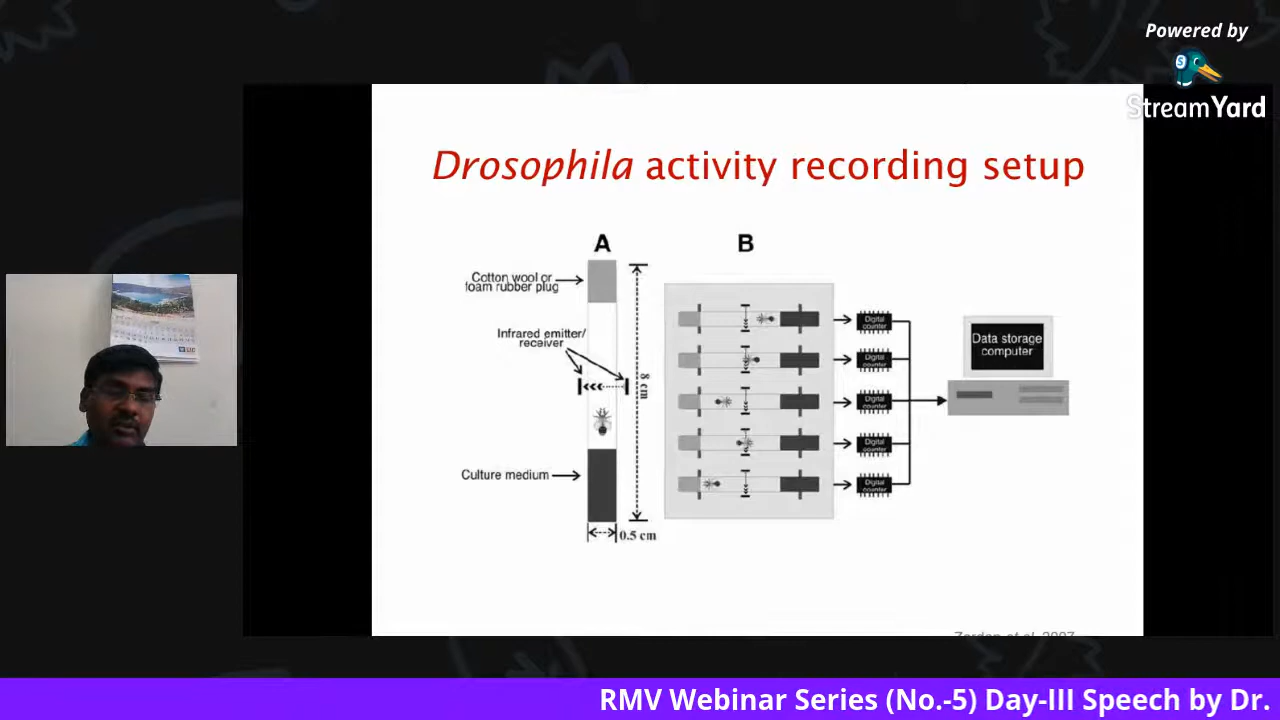 Powered by
StreamYard
Drosophila activity recording setup
A
B
Cotton wool or
foam rubber plug
Infrared emitter/
receiver
8 cm
Culture medium
0.5 cm
Digital
counter
Digital
counter
Digital
counter
Digital
counter
Digital
counter
Data storage
computer
RMV Webinar Series (No.-5) Day-III Speech by Dr.